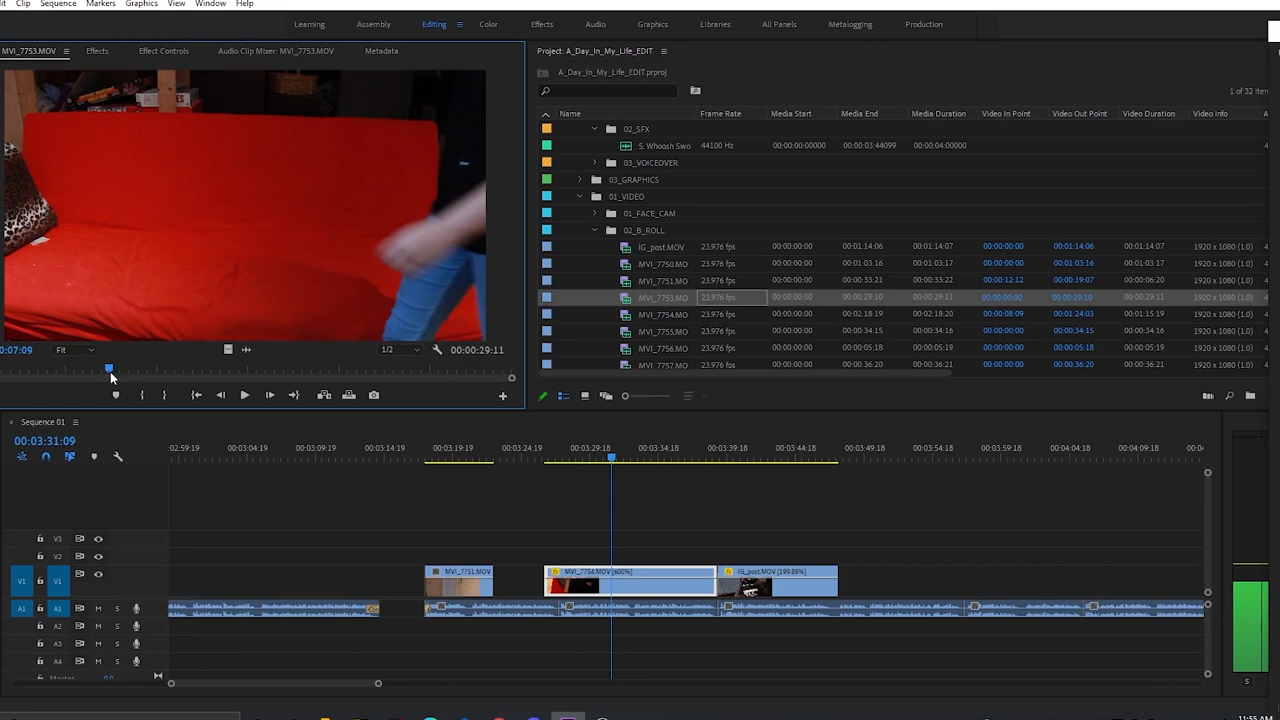 it Clip Sequence Markers Graphics View Window Help
Learning Assembly Editing Color Effects Audio Graphics Libraries All Panels Metalogging Production
MVI_7753.MOV Effects Effect Controls Audio Clip Mixer: MVI_7753.MOV Metadata
Project: A_Day_In_My_Life_EDIT
A_Day_In_My_Life_EDIT.prproj
1 of 32 iten
Name Frame Rate Media Start Media End Media Duration Video In Point Video Out Point Video Duration Video Info
02_SFX
5. Whoosh Swo 44100 Hz 00:00:00:00000 00:00:03:44099 00:00:04:00000
03_VOICEOVER
03_GRAPHICS
01_VIDEO
01_FACE_CAM
02_B_ROLL
IG_post.MOV 23.976 fps 00:00:00:00 00:01:14:06 00:01:14:07 00:00:00:00 00:01:14:06 00:01:14:07 1920 x 1080 (1.0)
MVI_7750.MO 23.976 fps 00:00:00:00 00:01:03:16 00:01:03:17 00:00:00:00 00:01:03:16 00:01:03:17 1920 x 1080 (1.0)
MVI_7751.MO 23.976 fps 00:00:00:00 00:00:33:21 00:00:33:22 00:00:12:12 00:00:19:07 00:00:06:20 1920 x 1080 (1.0)
MVI_7753.MO 23.976 fps 00:00:00:00 00:00:29:10 00:00:29:11 00:00:00:00 00:00:29:10 00:00:29:11 1920 x 1080 (1.0)
MVI_7754.MO 23.976 fps 00:00:00:00 00:02:18:19 00:02:18:20 00:00:08:09 00:01:24:03 00:01:15:19 1920 x 1080 (1.0)
MVI_7755.MO 23.976 fps 00:00:00:00 00:00:34:15 00:00:34:16 00:00:00:00 00:00:34:15 00:00:34:16 1920 x 1080 (1.0)
MVI_7756.MO 23.976 fps 00:00:00:00 00:00:05:18 00:00:05:19 00:00:00:00 00:00:05:18 00:00:05:19 1920 x 1080 (1.0)
MVI_7757.MO 23.976 fps 00:00:00:00 00:00:36:20 00:00:36:21 00:00:00:00 00:00:36:20 00:00:36:21 1920 x 1080 (1.0)
0:07:09 Fit 1/2 00:00:29:11
Sequence 01
00:03:31:09
:02:59:19 00:03:04:19 00:03:09:19 00:03:14:19 00:03:19:19 00:03:24:19 00:03:29:18 00:03:34:18 00:03:39:18 00:03:44:18 00:03:49:18 00:03:54:18 00:03:59:18 00:04:04:18 00:04:09:18 00:04
V3
V2
V1 V1
MVI_7751.MOV MVI_7754.MOV [600%] IG_post.MOV [199.89%]
A1 A1 M S
A2 M S
A3 M S
A4 M S
Master 0.0
S
11:55 AM